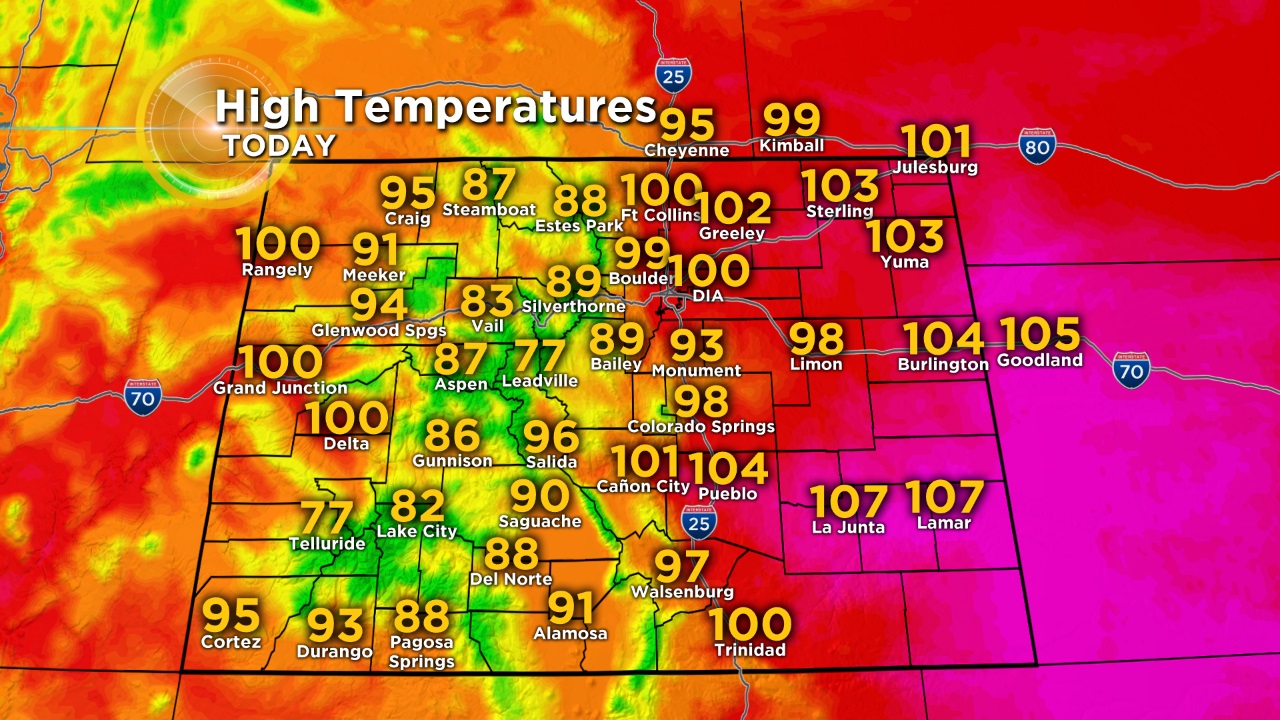 High Temperatures
TODAY
INTERSTATE
25
95
Cheyenne
99
Kimball
101
Julesburg
INTERSTATE
80
95
Craig
87
Steamboat
88
Estes Park
100
Ft Collins
102
Greeley
103
Sterling
103
Yuma
100
Rangely
91
Meeker
99
Boulder
100
DIA
94
Glenwood Spgs
83
Vail
89
Silverthorne
89
Bailey
93
Monument
98
Limon
104
Burlington
105
Goodland
INTERSTATE
70
INTERSTATE
70
100
Grand Junction
87
Aspen
77
Leadville
98
Colorado Springs
100
Delta
86
Gunnison
96
Salida
101
Cañon City
104
Pueblo
107
La Junta
107
Lamar
77
Telluride
82
Lake City
90
Saguache
INTERSTATE
25
88
Del Norte
97
Walsenburg
95
Cortez
93
Durango
88
Pagosa
Springs
91
Alamosa
100
Trinidad